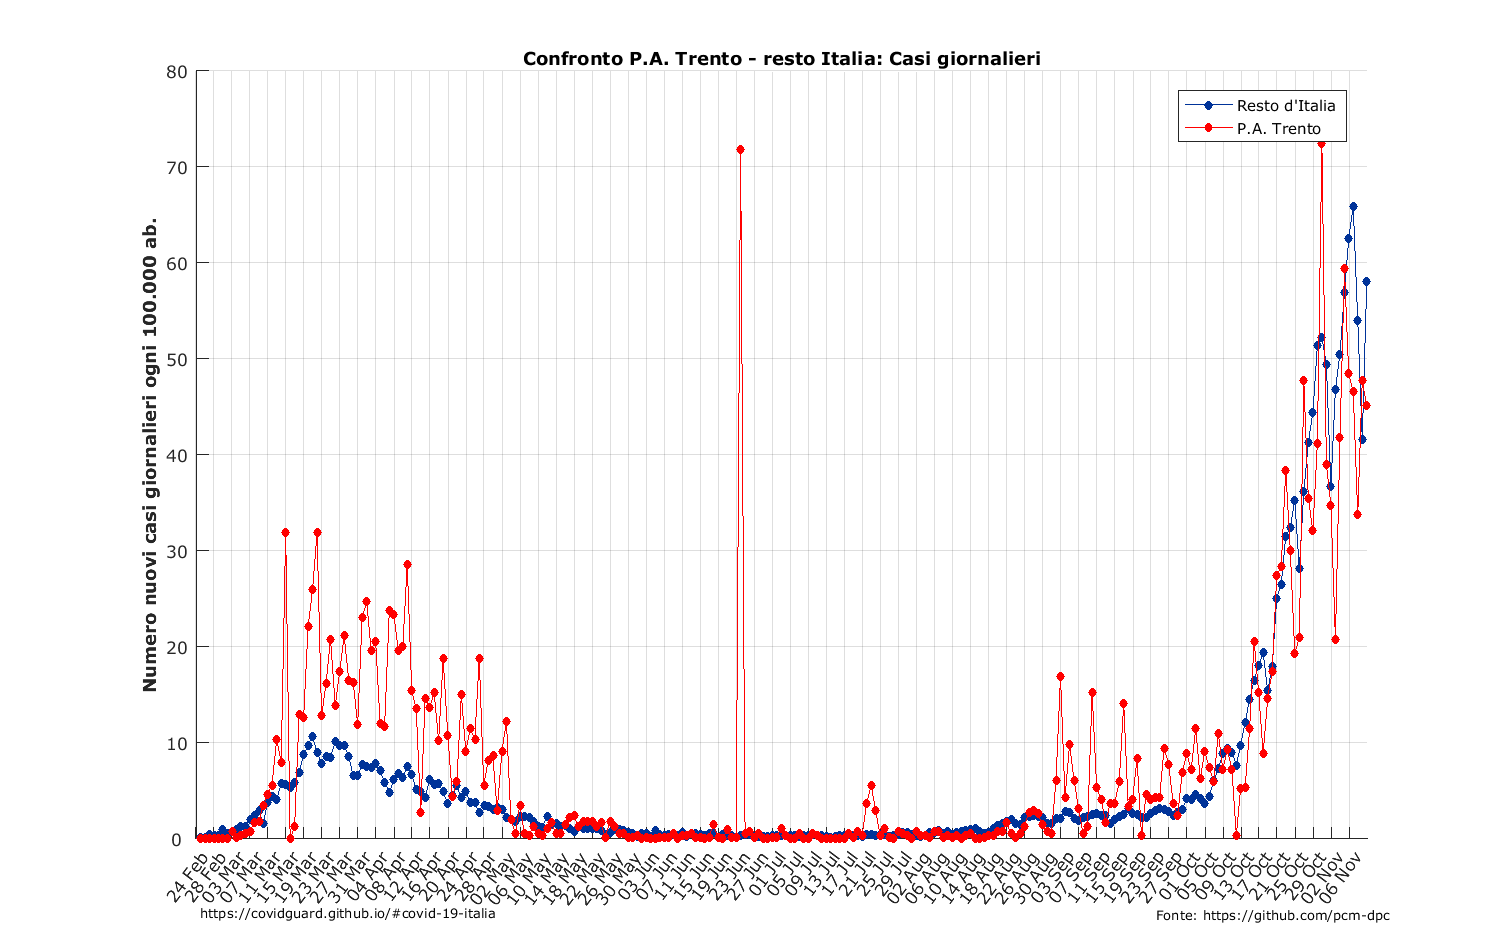 Confronto P.A. Trento - resto Italia: Casi giornalieri
Resto d'Italia
P.A. Trento
Numero nuovi casi giornalieri ogni 100.000 ab.
80
70
60
50
40
30
20
10
0
24 Feb
28 Feb
03 Mar
07 Mar
11 Mar
15 Mar
19 Mar
23 Mar
27 Mar
31 Mar
04 Apr
08 Apr
12 Apr
16 Apr
20 Apr
24 Apr
28 Apr
02 May
06 May
10 May
14 May
18 May
22 May
26 May
30 May
03 Jun
07 Jun
11 Jun
15 Jun
19 Jun
23 Jun
27 Jun
01 Jul
05 Jul
09 Jul
13 Jul
17 Jul
21 Jul
25 Jul
29 Jul
02 Aug
06 Aug
10 Aug
14 Aug
18 Aug
22 Aug
26 Aug
30 Aug
03 Sep
07 Sep
11 Sep
15 Sep
19 Sep
23 Sep
27 Sep
01 Oct
05 Oct
09 Oct
13 Oct
17 Oct
21 Oct
25 Oct
29 Oct
02 Nov
06 Nov
https://covidguard.github.io/#covid-19-italia
Fonte: https://github.com/pcm-dpc